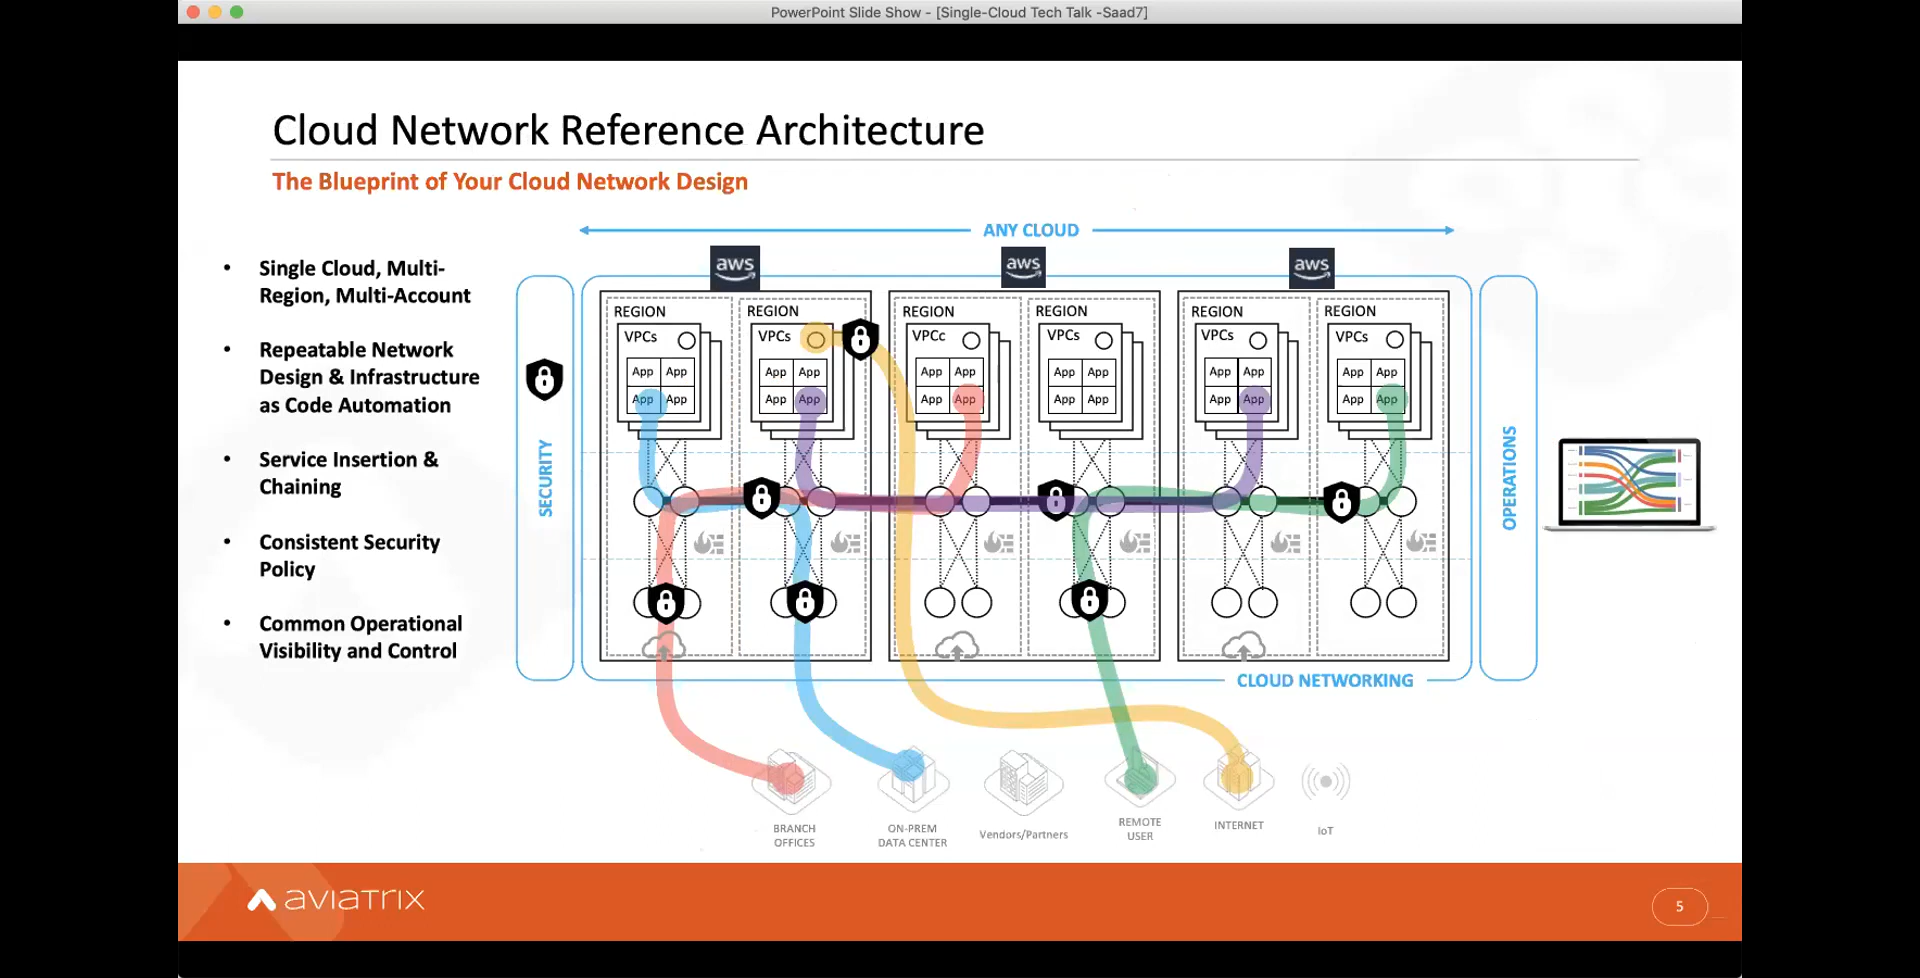 PowerPoint Slide Show - [Single-Cloud Tech Talk -Saad7]
Cloud Network Reference Architecture
The Blueprint of Your Cloud Network Design
• Single Cloud, Multi-
Region, Multi-Account
• Repeatable Network
Design & Infrastructure
as Code Automation
• Service Insertion &
Chaining
• Consistent Security
Policy
• Common Operational
Visibility and Control
ANY CLOUD
aws
aws
aws
SECURITY
REGION
VPCs
App App
App App
REGION
VPCs
App App
App App
REGION
VPCc
App App
App App
REGION
VPCs
App App
App App
REGION
VPCs
App App
App App
REGION
VPCs
App App
App App
OPERATIONS
CLOUD NETWORKING
BRANCH
OFFICES
ON-PREM
DATA CENTER
Vendors/Partners
REMOTE
USER
INTERNET
IoT
AVIATRIX
5